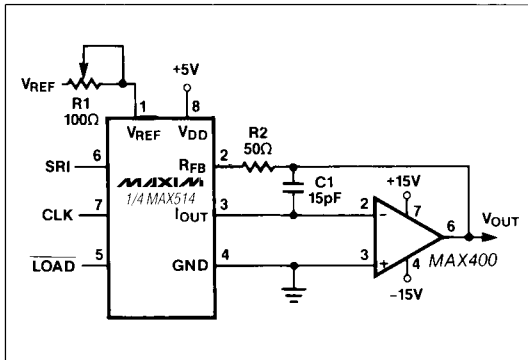 +5V
VREF
R1
100Ω
1
8
VREF
VDD
R2
50Ω
SRI
6
RFB
2
MAXIM
1/4 MAX514
C1
15pF
+15V
7
CLK
7
IOUT
3
2
-
6
VOUT
LOAD
5
GND
4
3
+
4
MAX400
-15V